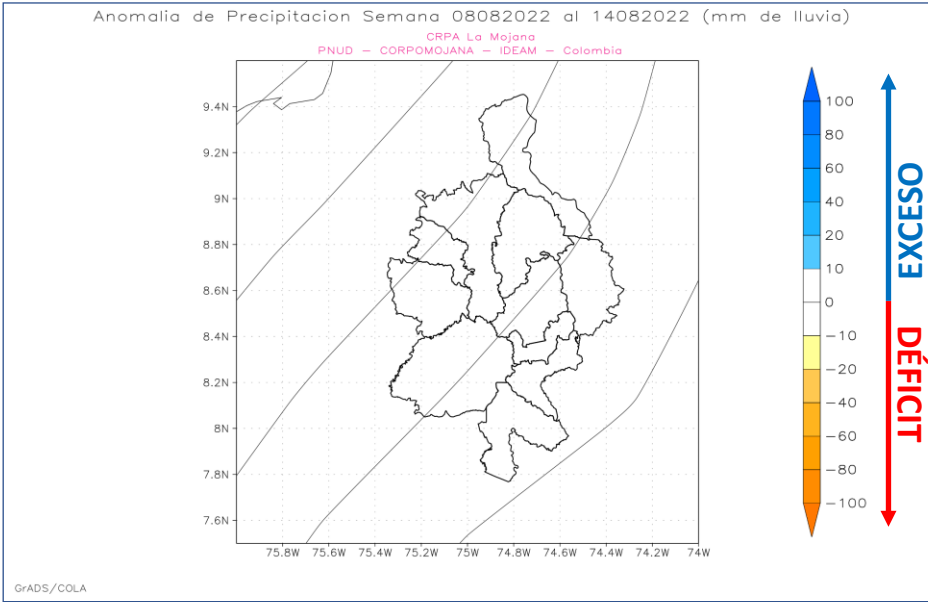 Anomalia de Precipitacion Semana 08082022 al 14082022 (mm de lluvia)
CRPA La Mojana
PNUD – CORPOMOJANA – IDEAM – Colombia
9.4N
9.2N
9N
8.8N
8.6N
8.4N
8.2N
8N
7.8N
7.6N
75.8W 75.6W 75.4W 75.2W 75W 74.8W 74.6W 74.4W 74.2W 74W
100
80
60
40
20
10
0
−10
−20
−40
−60
−80
−100
EXCESO
DÉFICIT
GrADS/COLA